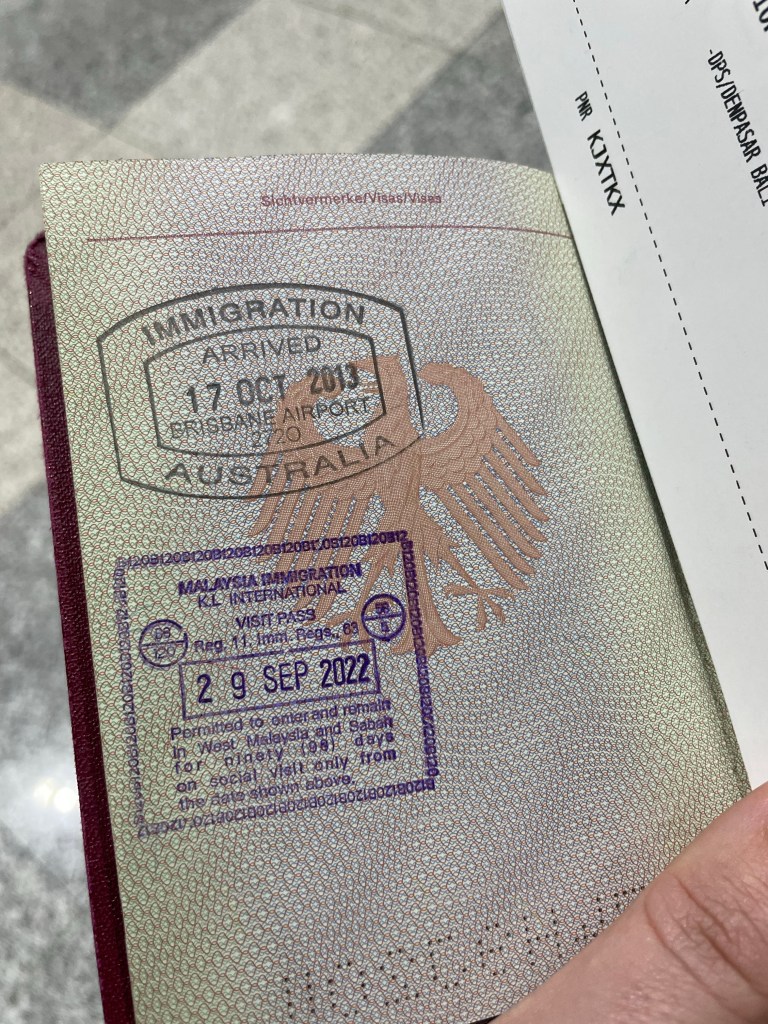 Sichtvermerke/Visas/Visas
IMMIGRATION
ARRIVED
17 OCT 2013
BRISBANE AIRPORT
AUSTRALIA
MALAYSIA IMMIGRATION
K.L INTERNATIONAL
VISIT PASS
Reg. 11. Imm. Regs., 63
2 9 SEP 2022
Permitted to enter and remain
in West Malaysia and Sabah
for ninety (90) days
on social visit only from
the date shown above.
-DPS/DENPASAR BALI
PNR KJXTKX